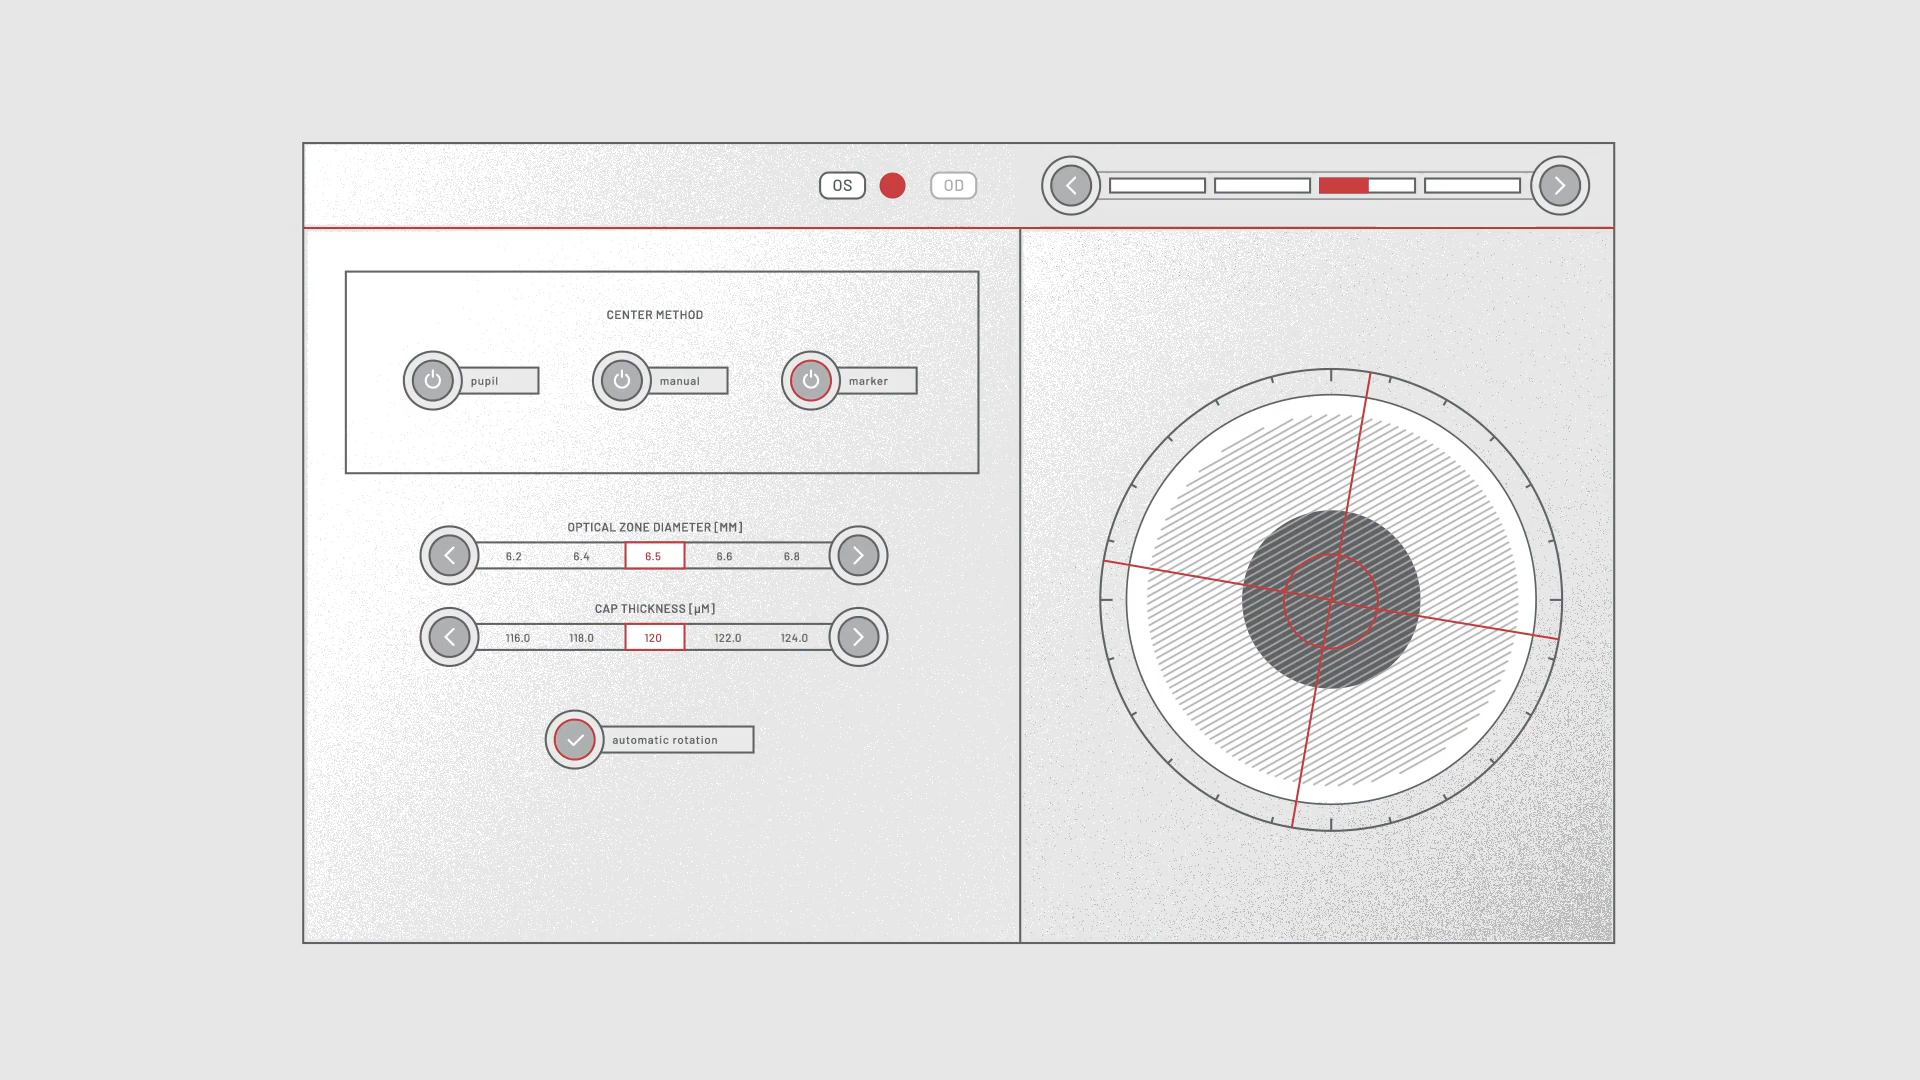 OS OD
CENTER METHOD
pupil manual marker
OPTICAL ZONE DIAMETER [MM]
6.2 6.4 6.5 6.6 6.8
CAP THICKNESS [µM]
116.0 118.0 120 122.0 124.0
automatic rotation